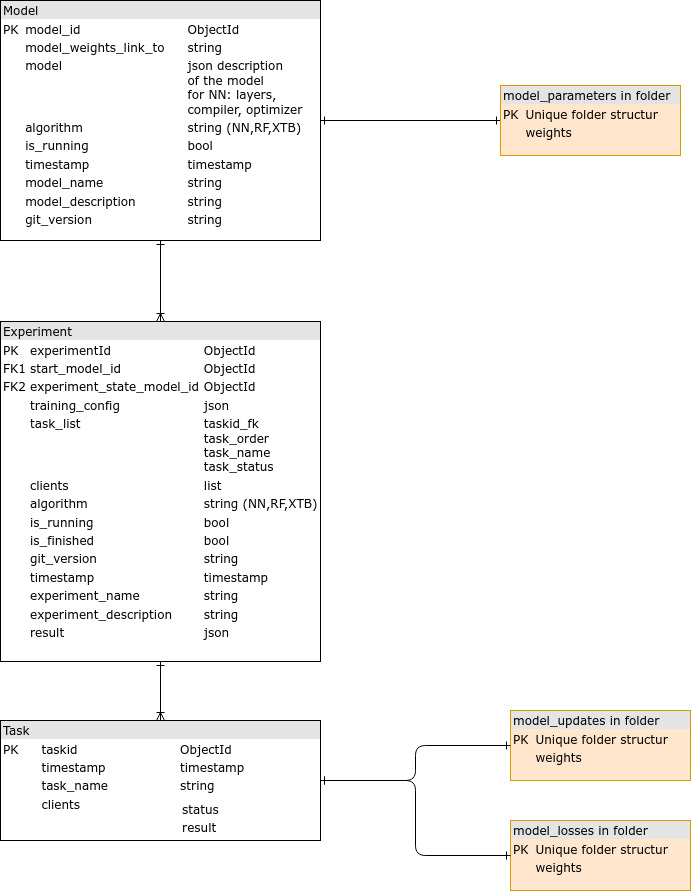 Model
PK model_id ObjectId
model_weights_link_to string
model json description
of the model
for NN: layers,
compiler, optimizer
algorithm string (NN,RF,XTB)
is_running bool
timestamp timestamp
model_name string
model_description string
git_version string
model_parameters in folder
PK Unique folder structur
weights
Experiment
PK experimentId ObjectId
FK1 start_model_id ObjectId
FK2 experiment_state_model_id ObjectId
training_config json
task_list taskid_fk
task_order
task_name
task_status
clients list
algorithm string (NN,RF,XTB)
is_running bool
is_finished bool
git_version string
timestamp timestamp
experiment_name string
experiment_description string
result json
Task
PK taskid ObjectId
timestamp timestamp
task_name string
clients
status
result
model_updates in folder
PK Unique folder structur
weights
model_losses in folder
PK Unique folder structur
weights